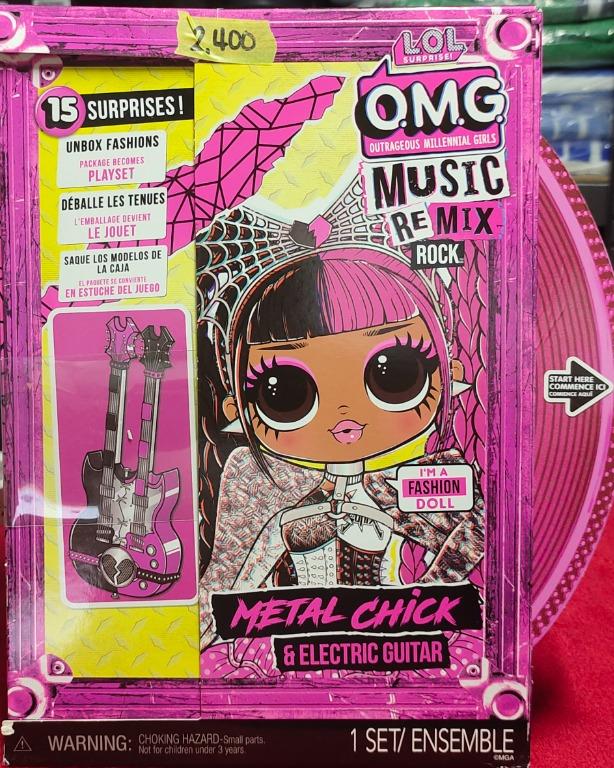 2,400
L.O.L.
SURPRISE!
O.M.G.
OUTRAGEOUS MILLENNIAL GIRLS
MUSIC
REMIX
ROCK
15 SURPRISES!
UNBOX FASHIONS
PACKAGE BECOMES
PLAYSET
DÉBALLE LES TENUES
L'EMBALLAGE DEVIENT
LE JOUET
SAQUE LOS MODELOS DE
LA CAJA
EL PAQUETE SE CONVIERTE
EN ESTUCHE DEL JUEGO
START HERE
COMMENCE ICI
COMIENCE AQUÍ
I'M A
FASHION
DOLL
METAL CHICK
& ELECTRIC GUITAR
WARNING: CHOKING HAZARD-Small parts.
Not for children under 3 years.
1 SET/ ENSEMBLE
©MGA